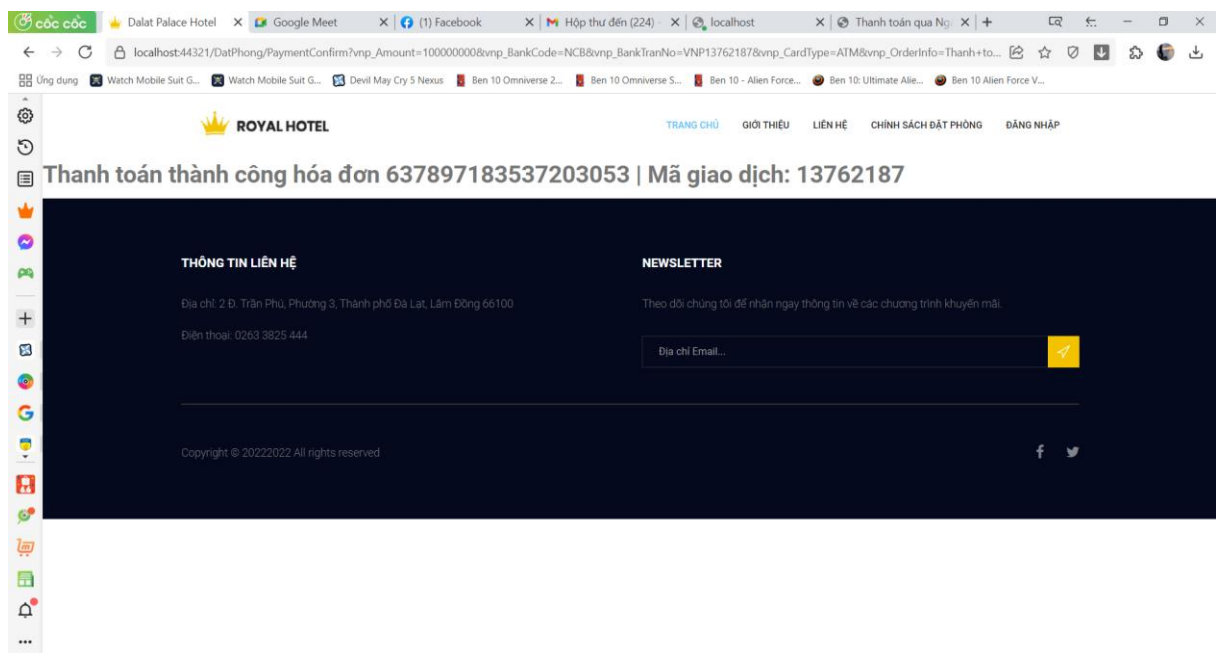 cốc cốc
Dalat Palace Hotel
Google Meet
(1) Facebook
Hộp thư đến (224) -
localhost
Thanh toán qua Ng
localhost:44321/DatPhong/PaymentConfirm?vnp_Amount=100000000&vnp_BankCode=NCB&vnp_BankTranNo=VNP13762187&vnp_CardType=ATM&vnp_OrderInfo=Thanh+to...
Ứng dụng
Watch Mobile Suit G...
Watch Mobile Suit G...
Devil May Cry 5 Nexus
Ben 10 Omniverse 2...
Ben 10 Omniverse S...
Ben 10 - Alien Force...
Ben 10: Ultimate Alie...
Ben 10 Alien Force V...
ROYAL HOTEL
TRANG CHỦ
GIỚI THIỆU
LIÊN HỆ
CHÍNH SÁCH ĐẶT PHÒNG
ĐĂNG NHẬP
Thanh toán thành công hóa đơn 637897183537203053 | Mã giao dịch: 13762187
THÔNG TIN LIÊN HỆ
Địa chỉ: 2 Đ. Trần Phú, Phường 3, Thành phố Đà Lạt, Lâm Đồng 66100
Điện thoại: 0263 3825 444
NEWSLETTER
Theo dõi chúng tôi để nhận ngay thông tin về các chương trình khuyến mãi.
Địa chỉ Email...
Copyright © 20222022 All rights reserved